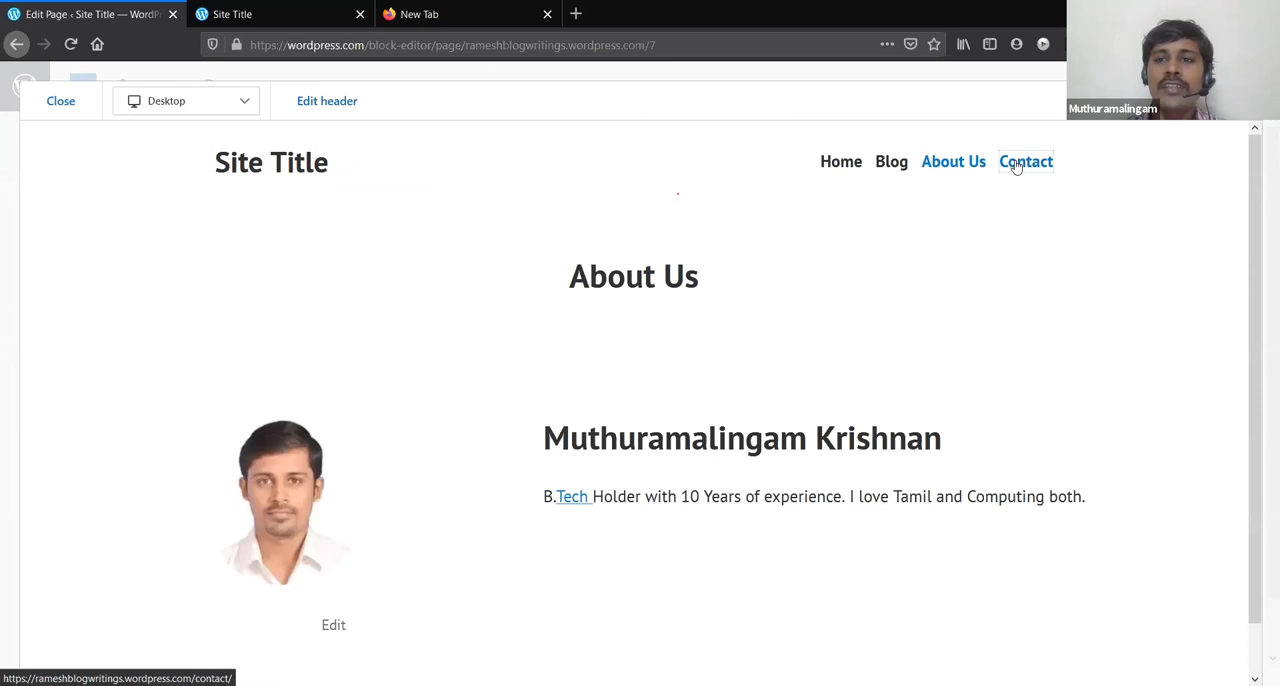 Edit Page ‹ Site Title — WordP
Site Title
New Tab
https://wordpress.com/block-editor/page/rameshblogwritings.wordpress.com/7
Muthuramalingam
Close
Desktop
Edit header
Site Title
Home
Blog
About Us
Contact
About Us
Muthuramalingam Krishnan
B.Tech Holder with 10 Years of experience. I love Tamil and Computing both.
Edit
https://rameshblogwritings.wordpress.com/contact/